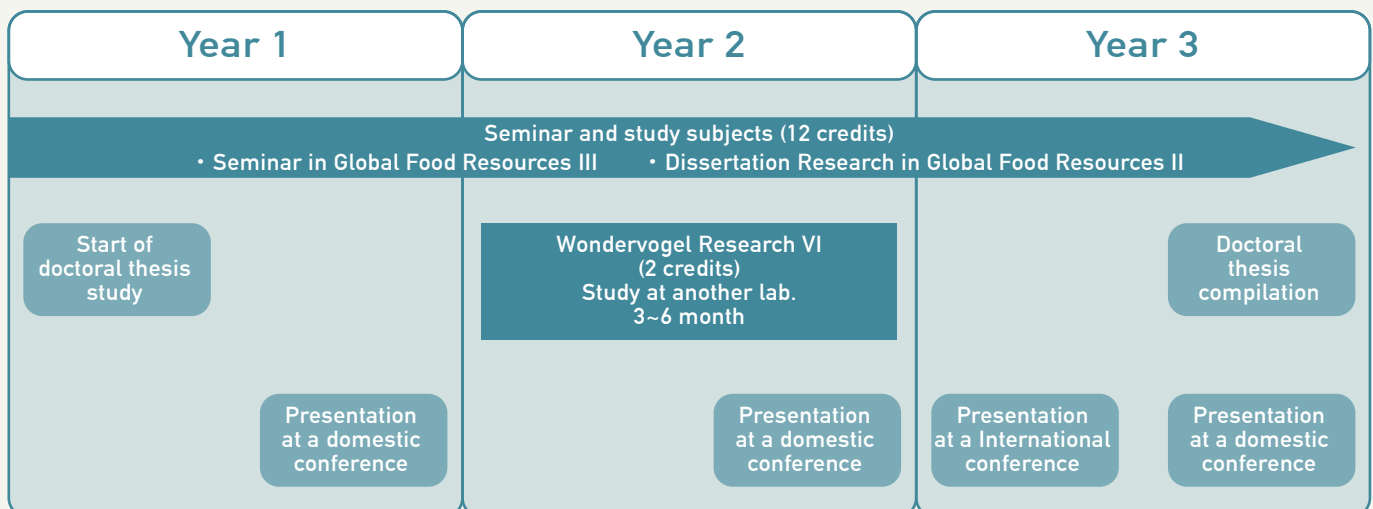 Year 1
Year 2
Year 3
Seminar and study subjects (12 credits)
・Seminar in Global Food Resources III ・Dissertation Research in Global Food Resources II
Start of
doctoral thesis
study
Wondervogel Research VI
(2 credits)
Study at another lab.
3~6 month
Doctoral
thesis
compilation
Presentation
at a domestic
conference
Presentation
at a domestic
conference
Presentation
at a International
conference
Presentation
at a domestic
conference